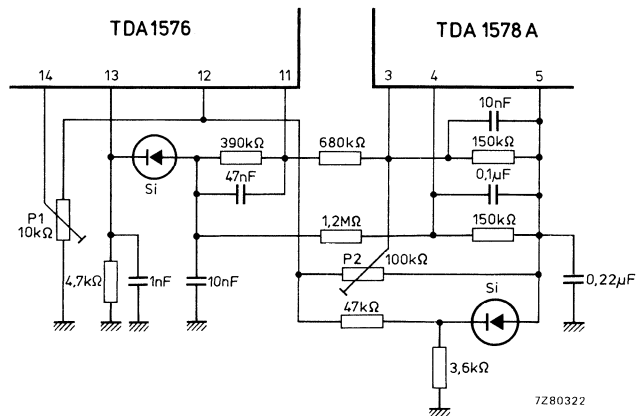 TDA1576
TDA 1578 A
14
13
12
11
3
4
5
10nF
390kΩ
680kΩ
150kΩ
Si
47nF
0,1µF
P1
10kΩ
1,2MΩ
150kΩ
P2
100kΩ
4,7kΩ
1nF
10nF
0,22µF
47kΩ
Si
3,6kΩ
7Z80322